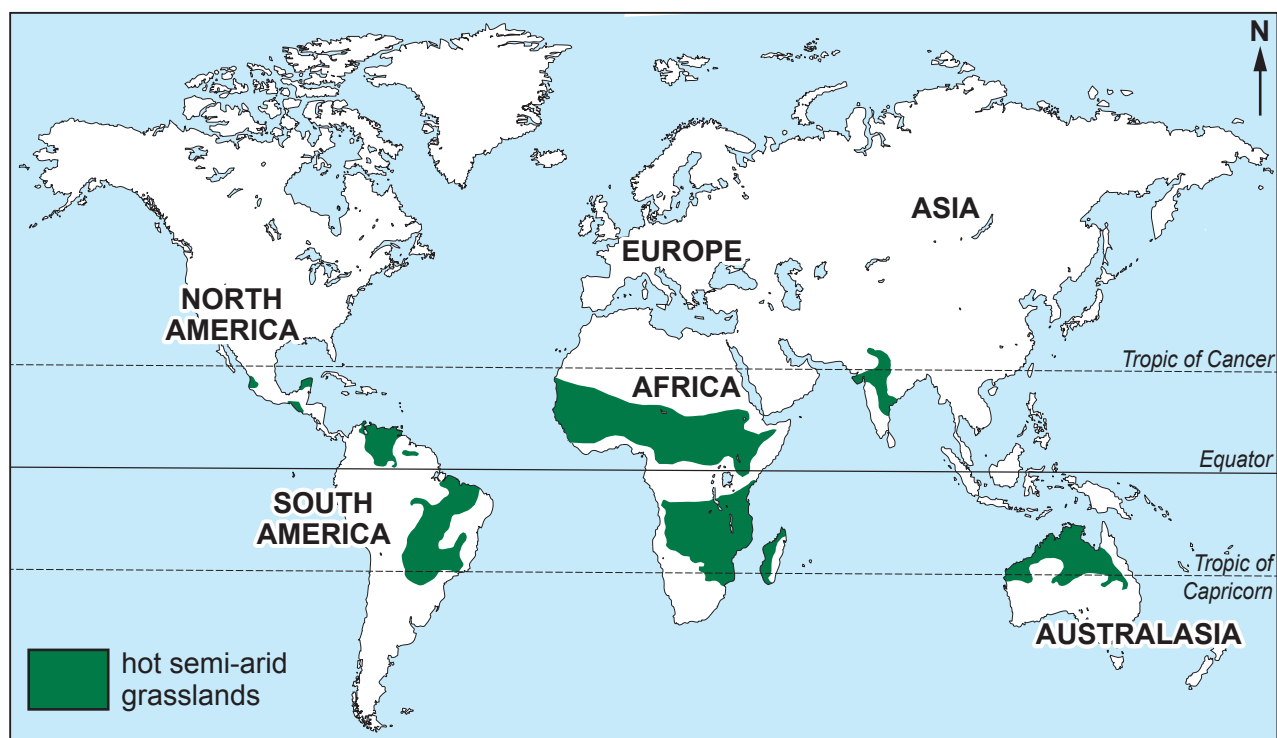 N
ASIA
EUROPE
NORTH
AMERICA
Tropic of Cancer
AFRICA
Equator
SOUTH
AMERICA
Tropic of
Capricorn
AUSTRALASIA
hot semi-arid
grasslands